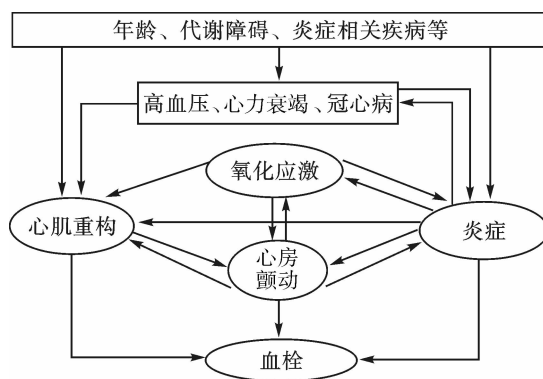 年龄、代谢障碍、炎症相关疾病等
高血压、心力衰竭、冠心病
氧化应激
心肌重构
炎症
心房
颤动
血栓